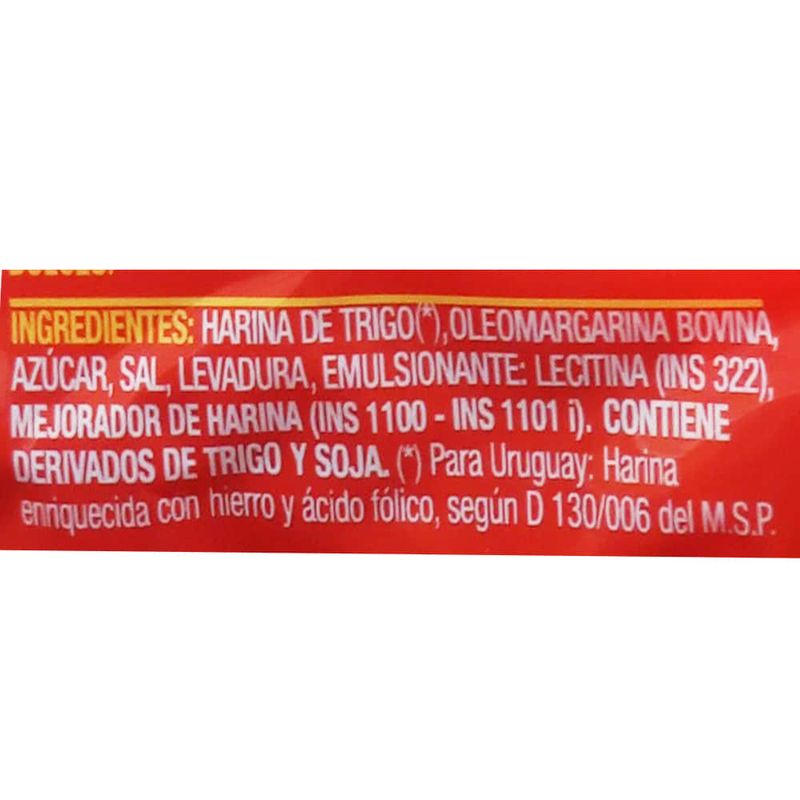 INGREDIENTES: HARINA DE TRIGO(*),OLEOMARGARINA BOVINA,
AZÚCAR, SAL, LEVADURA, EMULSIONANTE: LECITINA (INS 322),
MEJORADOR DE HARINA (INS 1100 - INS 1101 i). CONTIENE
DERIVADOS DE TRIGO Y SOJA. (*) Para Uruguay: Harina
enriquecida con hierro y ácido fólico, según D 130/006 del M.S.P.